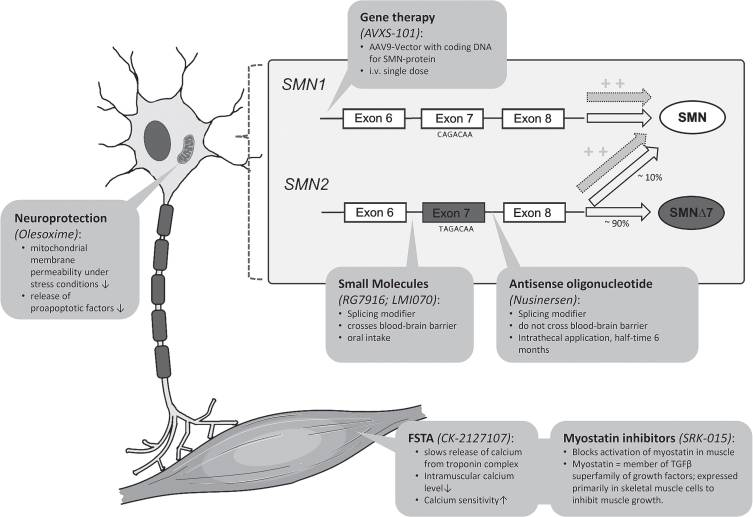 Gene therapy
(AVXS-101)
• AAV9-Vector with coding DNA
for SMN-protein
• i.v. single dose
SMN1
Exon 6
Exon 7
Exon 8
CAGACAA
+ +
SMN
+ +
SMN2
~ 10%
Exon 6
Exon 7
Exon 8
TAGACAA
~ 90%
SMNΔ7
Neuroprotection
(Olesoxime):
• mitochondrial
membrane
permeability under
stress conditions ↓
• release of
proapoptotic factors ↓
Small Molecules
(RG7916; LMI070)
• Splicing modifier
• crosses blood-brain barrier
• oral intake
Antisense oligonucleotide
(Nusinersen)
• Splicing modifier
• do not cross blood-brain barrier
• Intrathecal application, half-time 6
months
FSTA (CK-2127107):
• slows release of calcium
from troponin complex
• Intramuscular calcium
level↓
• Calcium sensitivity↑
Myostatin inhibitors (SRK-015):
• Blocks activation of myostatin in muscle
• Myostatin = member of TGFβ
superfamily of growth factors; expressed
primarily in skeletal muscle cells to
inhibit muscle growth.